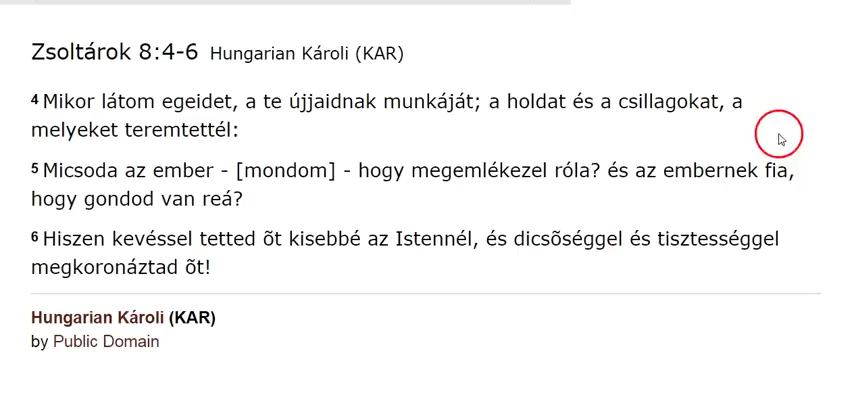 Zsoltárok 8:4-6 Hungarian Károli (KAR)
4 Mikor látom egeidet, a te újjaidnak munkáját; a holdat és a csillagokat, a
melyeket teremtettél:
5 Micsoda az ember - [mondom] - hogy megemlékezel róla? és az embernek fia,
hogy gondod van reá?
6 Hiszen kevéssel tetted õt kisebbé az Istennél, és dicsõséggel és tisztességgel
megkoronáztad õt!
Hungarian Károli (KAR)
by Public Domain